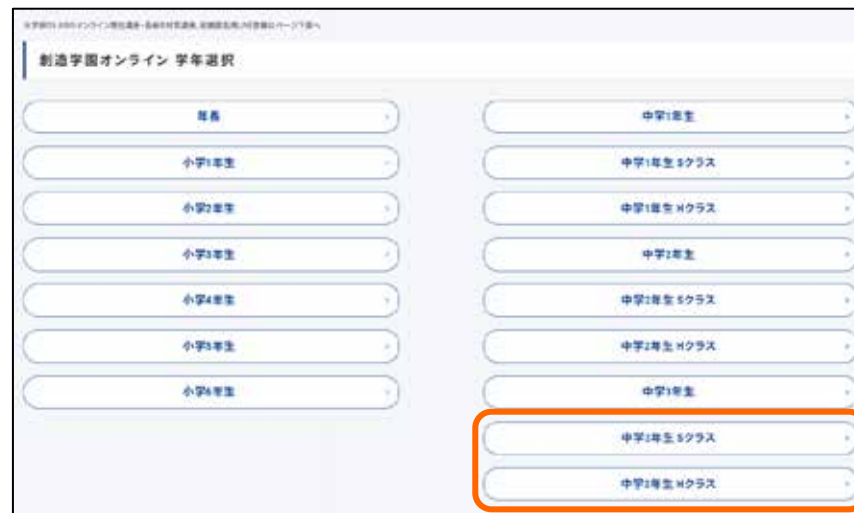 創造学園オンライン 学年選択
年長
小学1年生
小学2年生
小学3年生
小学4年生
小学5年生
小学6年生
中学1年生
中学1年生 Sクラス
中学1年生 Hクラス
中学2年生
中学2年生 Sクラス
中学2年生 Hクラス
中学3年生
中学3年生 Sクラス
中学3年生 Hクラス